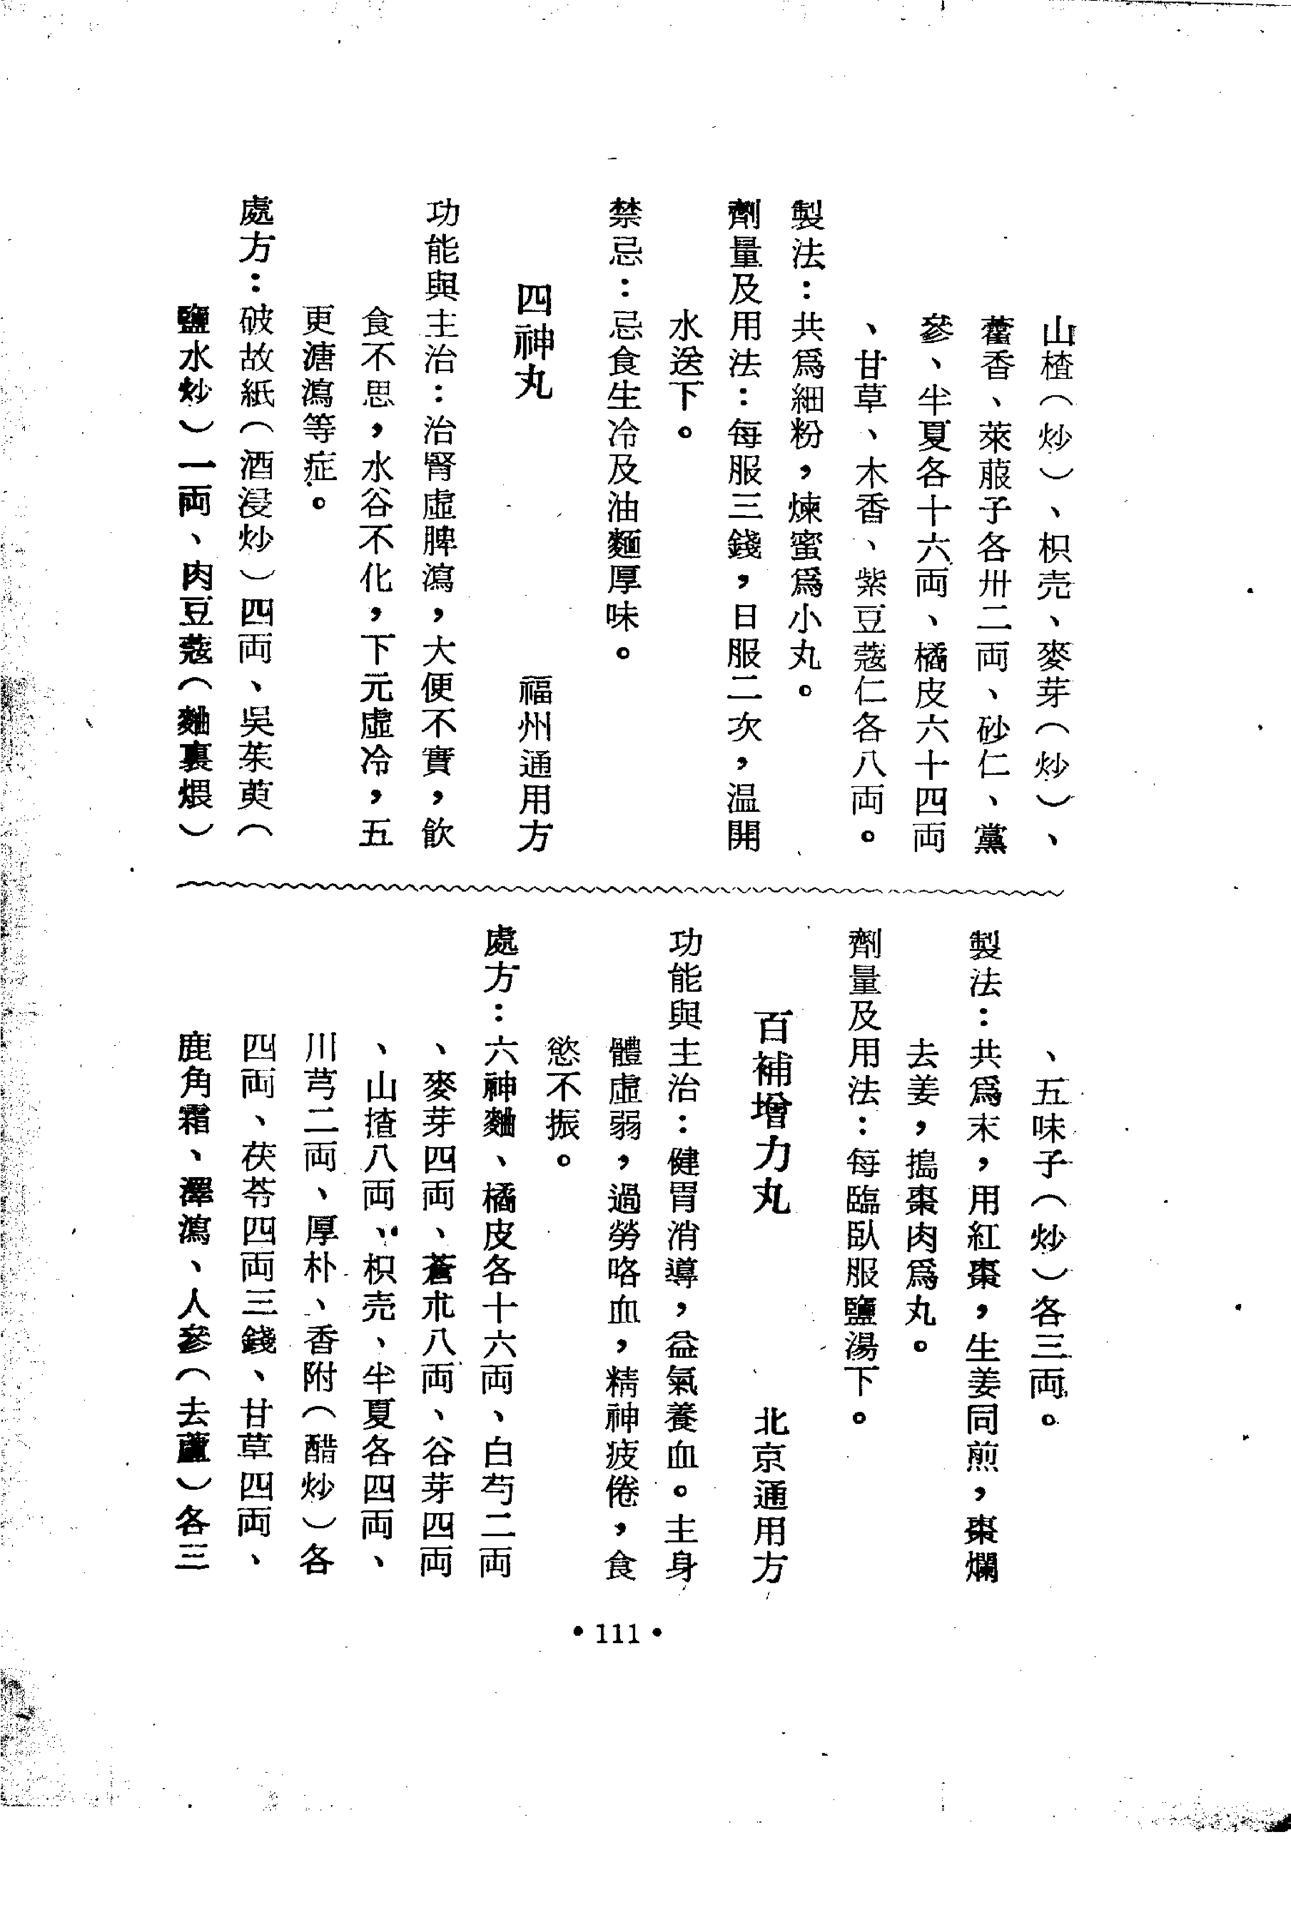 山楂（炒）、枳壳、麥芽（炒）、
藿香、萊菔子各卅二両、砂仁、黨
參、半夏各十六両、橘皮六十四両
、甘草、木香、紫豆蔻仁各八両。
製法：共爲細粉，煉蜜爲小丸。
劑量及用法：每服三錢，日服二次，温開
水送下。
禁忌：忌食生冷及油麵厚味。
四神丸　福州通用方
功能與主治：治腎虛脾瀉，大便不實，飲
食不思，水谷不化，下元虛冷，五
更溏瀉等症。
處方：破故紙（酒浸炒）四両、吳茱萸（
鹽水炒）一両、肉豆蔻（麯裏煨）
、五味子（炒）各三両。
製法：共爲末，用紅棗，生姜同煎，棗爛
去姜，搗棗肉爲丸。
劑量及用法：每臨臥服鹽湯下。
百補增力丸　北京通用方
功能與主治：健胃消導，益氣養血。主身
體虛弱，過勞咯血，精神疲倦，食
慾不振。
處方：六神麯、橘皮各十六両、白芍二両
、麥芽四両、蒼朮八両、谷芽四両
、山揸八両、枳壳、半夏各四両、
川芎二両、厚朴、香附（醋炒）各
四両、茯苓四両三錢、甘草四両、
鹿角霜、澤瀉、人參（去蘆）各三
•111•